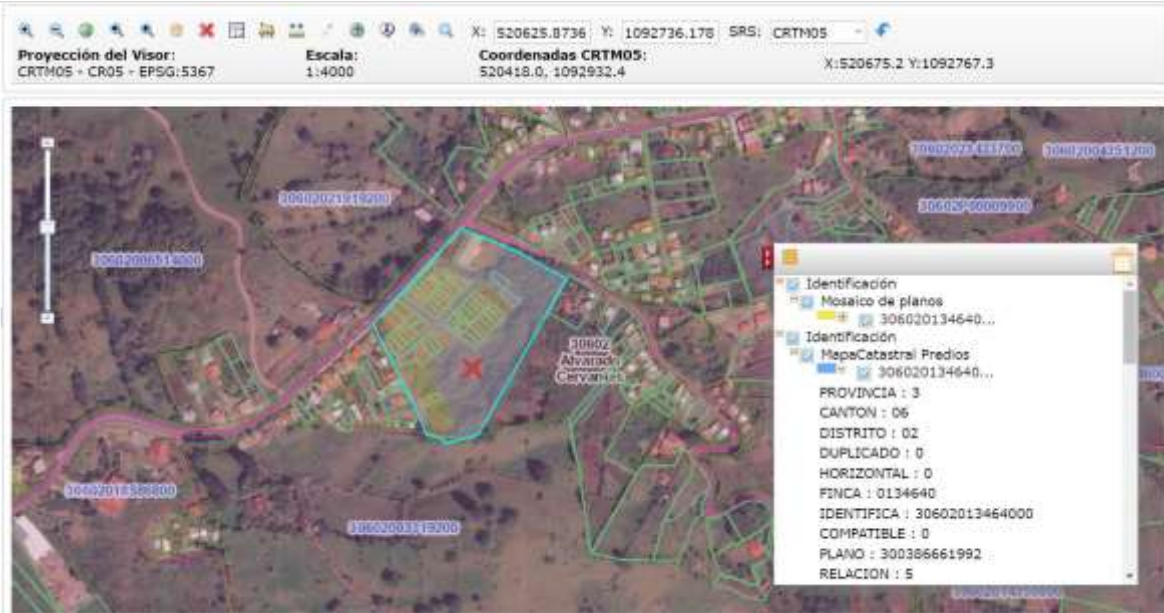 X: 520625.8736 Y: 1092736.178 SRS: CRTM05
Proyección del Visor:
CRTM05 - CR05 - EPSG:5367
Escala:
1:4000
Coordenadas CRTM05:
520418.0, 1092932.4
X:520675.2 Y:1092767.3
30602021919200
30602004351200
30602006514000
30602
Alvarado
Cervantes
30602003319200
Identificación
Mosaico de planos
306020134640...
Identificación
MapaCatastral Predios
306020134640...
PROVINCIA : 3
CANTON : 06
DISTRITO : 02
DUPLICADO : 0
HORIZONTAL : 0
FINCA : 0134640
IDENTIFICA : 30602013464000
COMPATIBLE : 0
PLANO : 300386661992
RELACION : 5